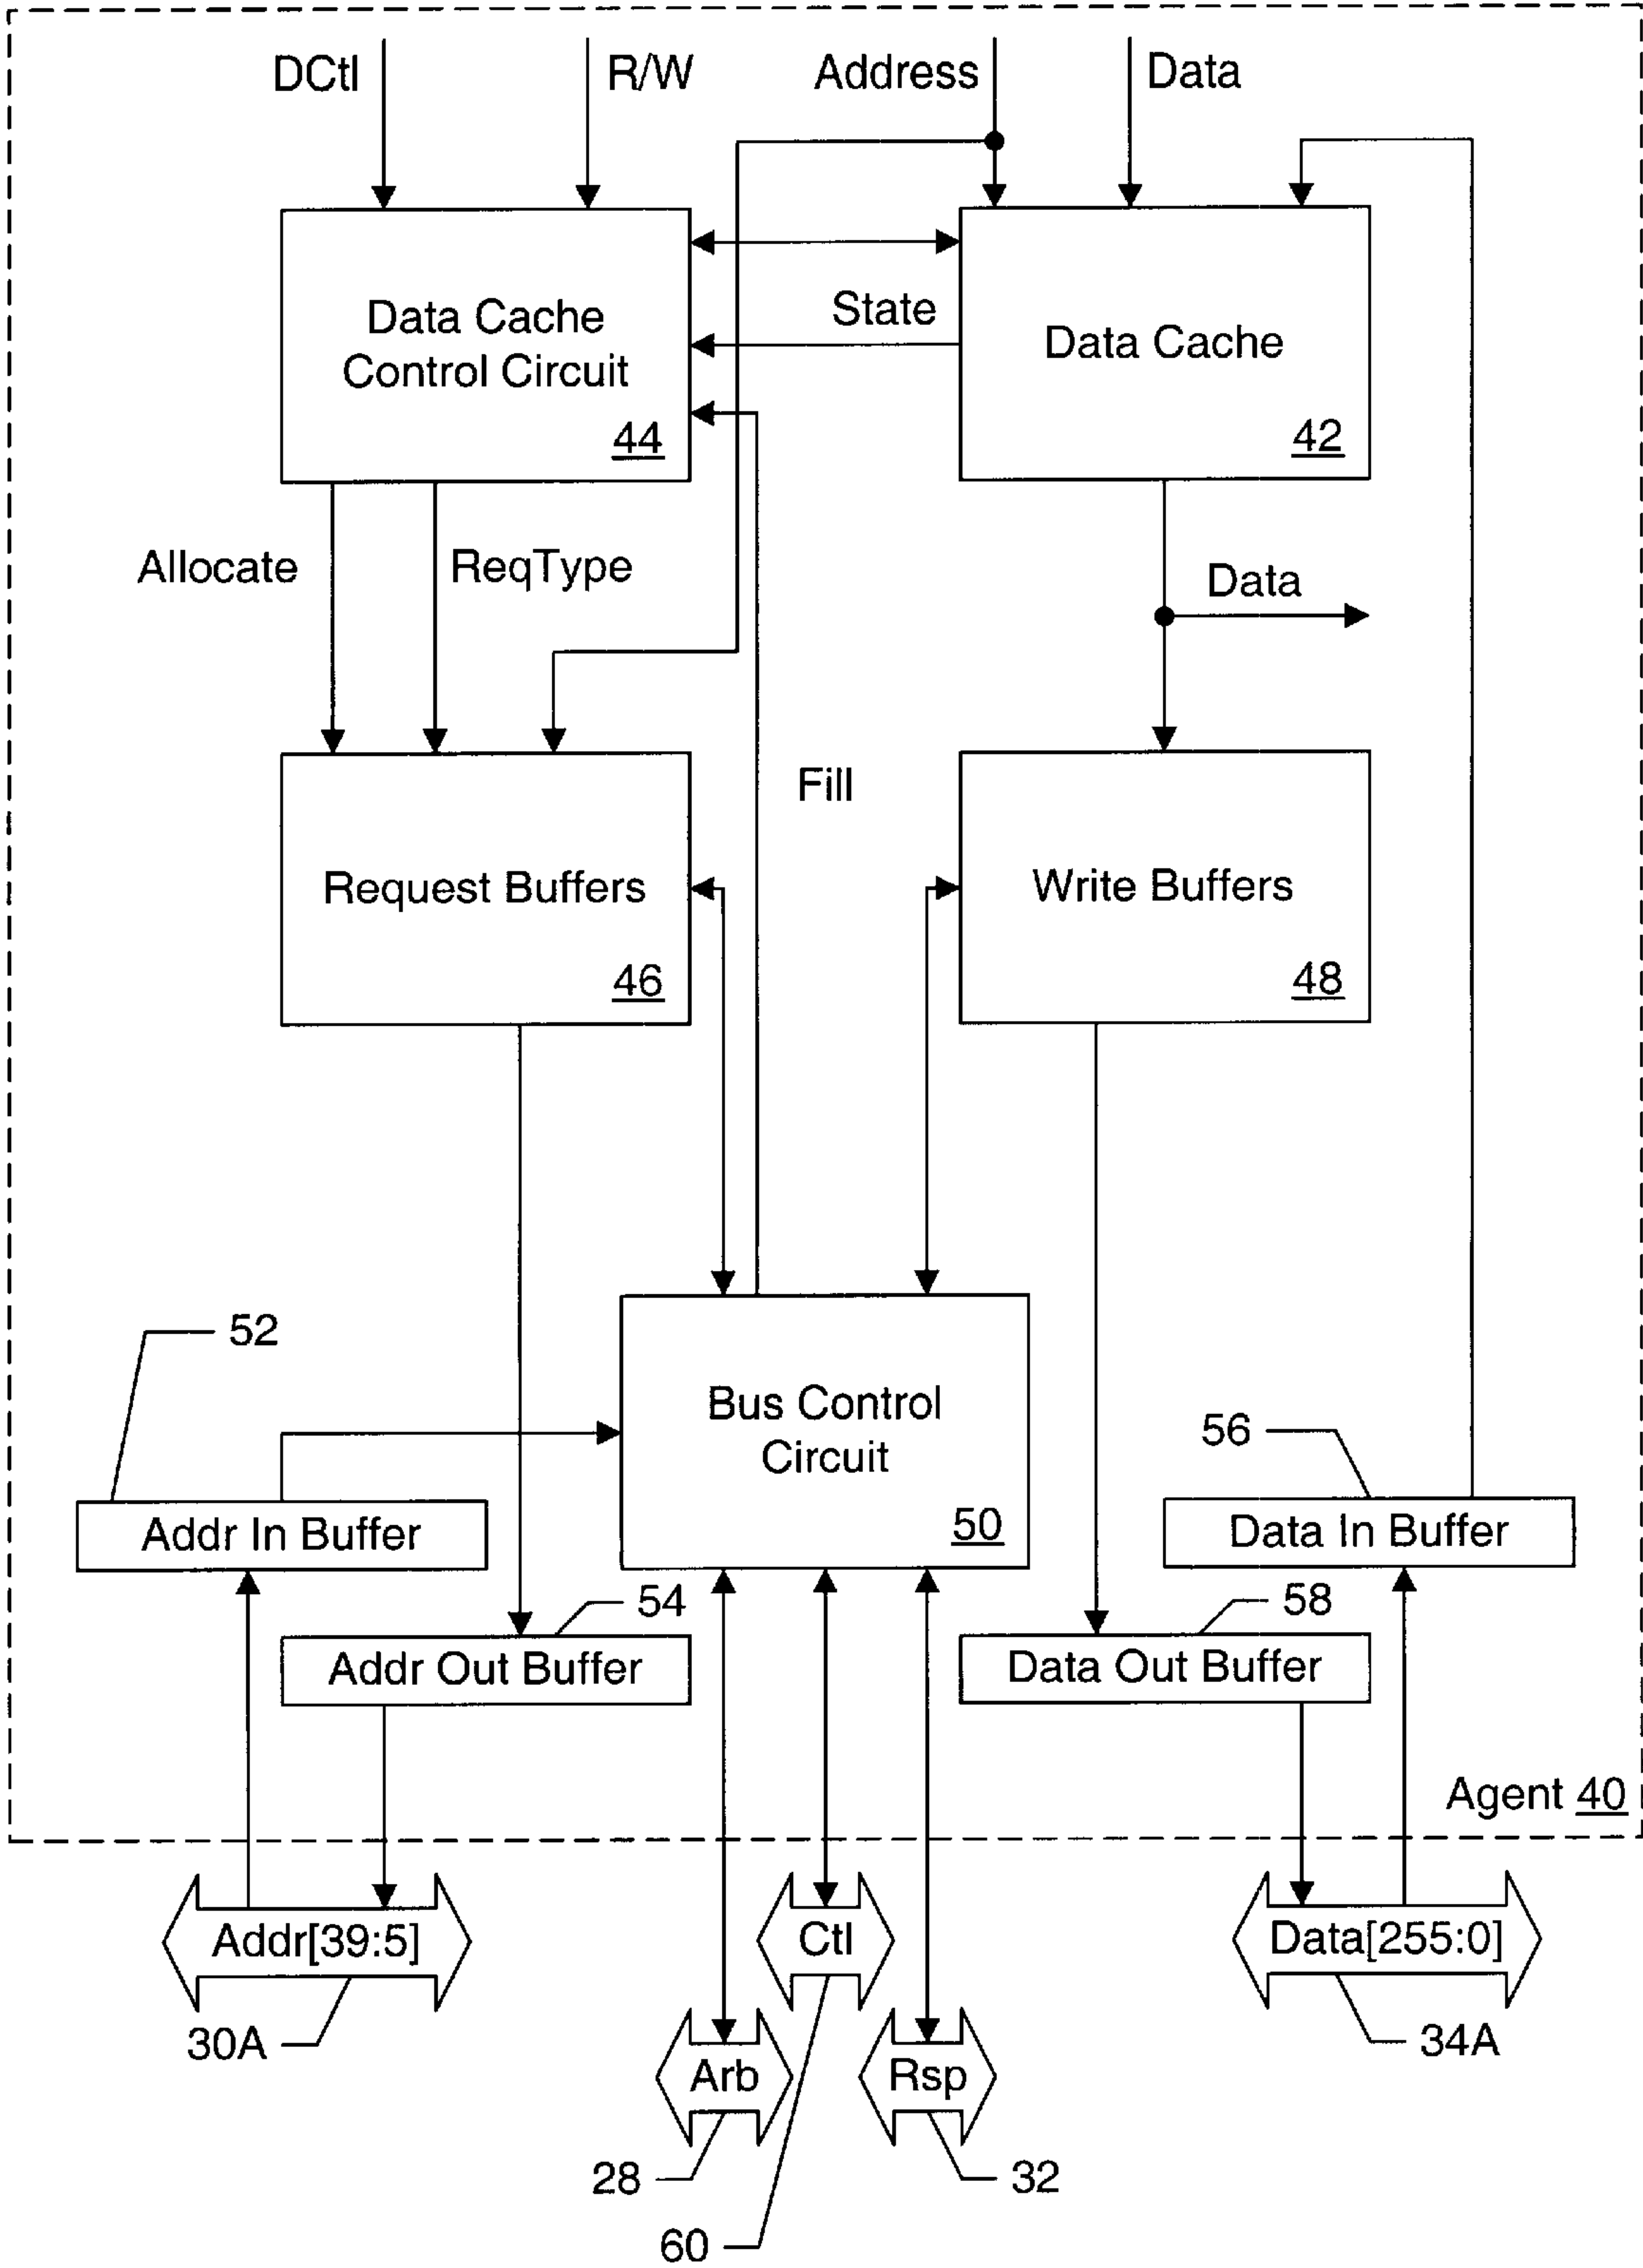 DCtl
R/W
Address
Data
Data Cache
Control Circuit
44
State
Data Cache
42
Allocate
ReqType
Data
Fill
Request Buffers
46
Write Buffers
48
52
Bus Control
Circuit
50
56
Addr In Buffer
Data In Buffer
54
58
Addr Out Buffer
Data Out Buffer
Agent 40
Addr[39:5]
Ctl
Data[255:0]
30A
34A
Arb
Rsp
28
32
60